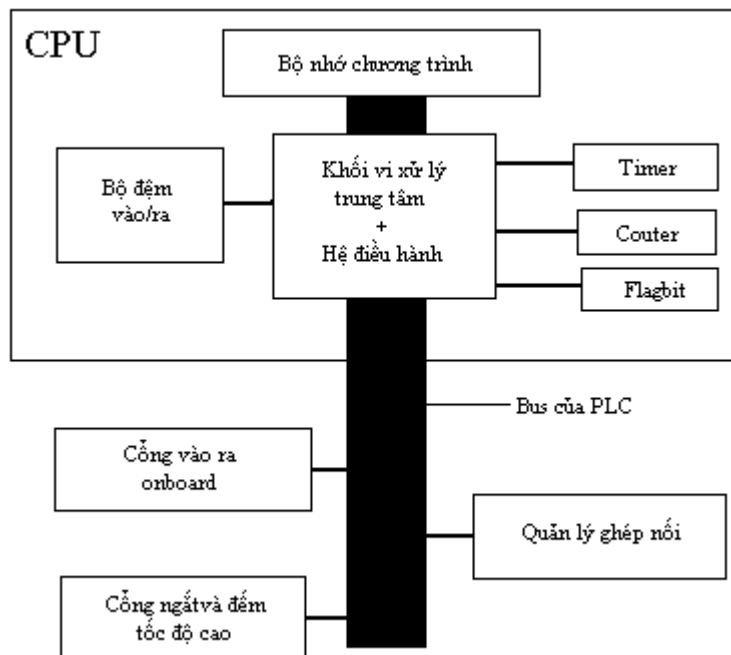 CPU
Bộ nhớ chương trình
Bộ đệm
vào/ra
Khối vi xử lý
trung tâm
+
Hệ điều hành
Timer
Couter
Flagbit
Bus của PLC
Cổng vào ra
onboard
Quản lý ghép nối
Cổng ngắtvà đếm
tốc độ cao